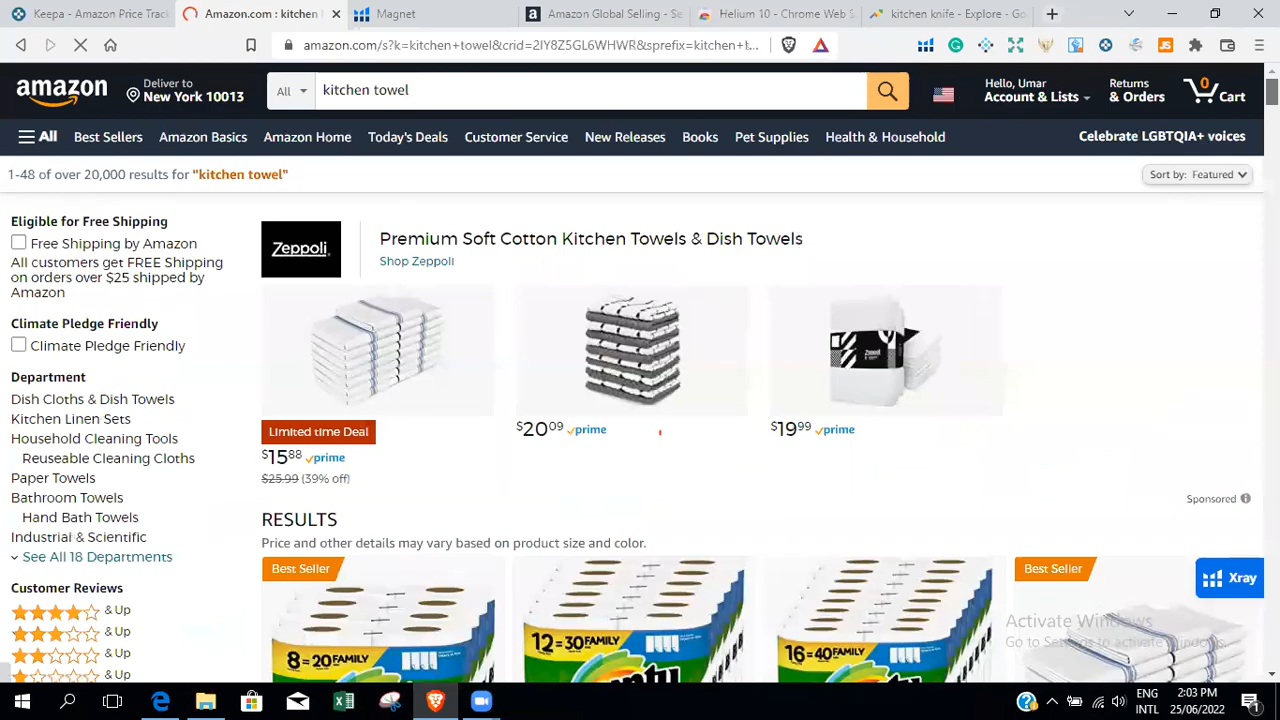 Keepa - Amazon Price Track
Amazon.com : kitchen
Magnet
Amazon Global Selling - Se
Helium 10 - Chrome Web S
kitchen knife - Explore - Go
amazon.com/s?k=kitchen+towel&crid=2IY8Z5GL6WHWR&sprefix=kitchen+t...
amazon
Deliver to
New York 10013
All
kitchen towel
Hello, Umar
Account & Lists
Returns
& Orders
0
Cart
All
Best Sellers
Amazon Basics
Amazon Home
Today's Deals
Customer Service
New Releases
Books
Pet Supplies
Health & Household
Celebrate LGBTQIA+ voices
1-48 of over 20,000 results for "kitchen towel"
Sort by: Featured
Eligible for Free Shipping
Free Shipping by Amazon
All customers get FREE Shipping
on orders over $25 shipped by
Amazon
Climate Pledge Friendly
Climate Pledge Friendly
Department
Dish Cloths & Dish Towels
Kitchen Linen Sets
Household Cleaning Tools
Reuseable Cleaning Cloths
Paper Towels
Bathroom Towels
Hand Bath Towels
Industrial & Scientific
See All 18 Departments
Customer Reviews
& Up
& Up
& Up
& Up
Zeppoli
Premium Soft Cotton Kitchen Towels & Dish Towels
Shop Zeppoli
Zeppoli
Limited time Deal
$15 88 prime
$25.99 (39% off)
$20 09 prime
$19 99 prime
Sponsored
RESULTS
Price and other details may vary based on product size and color.
Best Seller
8=20 FAMILY
12=30 FAMILY
16=40 FAMILY
Best Seller
Xray
Activate Windows
Go to Settings to activate Windows.
ENG
INTL
2:03 PM
25/06/2022
1